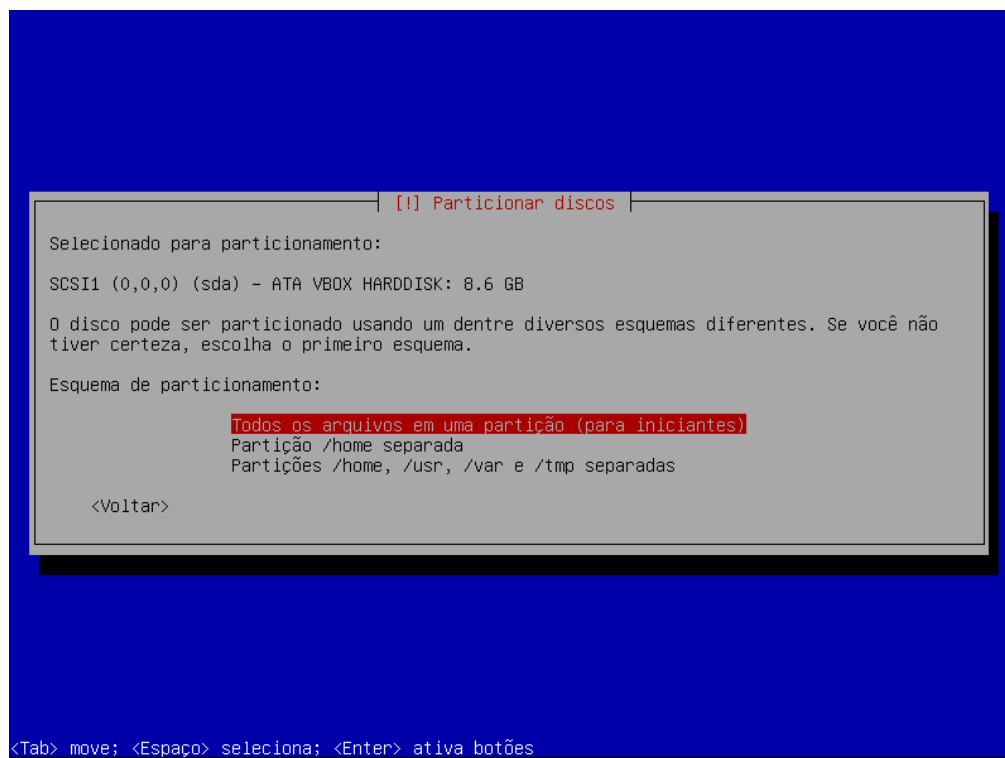 [!] Particionar discos
Selecionado para particionamento:
SCSI1 (0,0,0) (sda) – ATA VBOX HARDDISK: 8.6 GB
O disco pode ser particionado usando um dentre diversos esquemas diferentes. Se você não
tiver certeza, escolha o primeiro esquema.
Esquema de particionamento:
Todos os arquivos em uma partição (para iniciantes)
Partição /home separada
Partições /home, /usr, /var e /tmp separadas
<Voltar>
<Tab> move; <Espaço> seleciona; <Enter> ativa botões